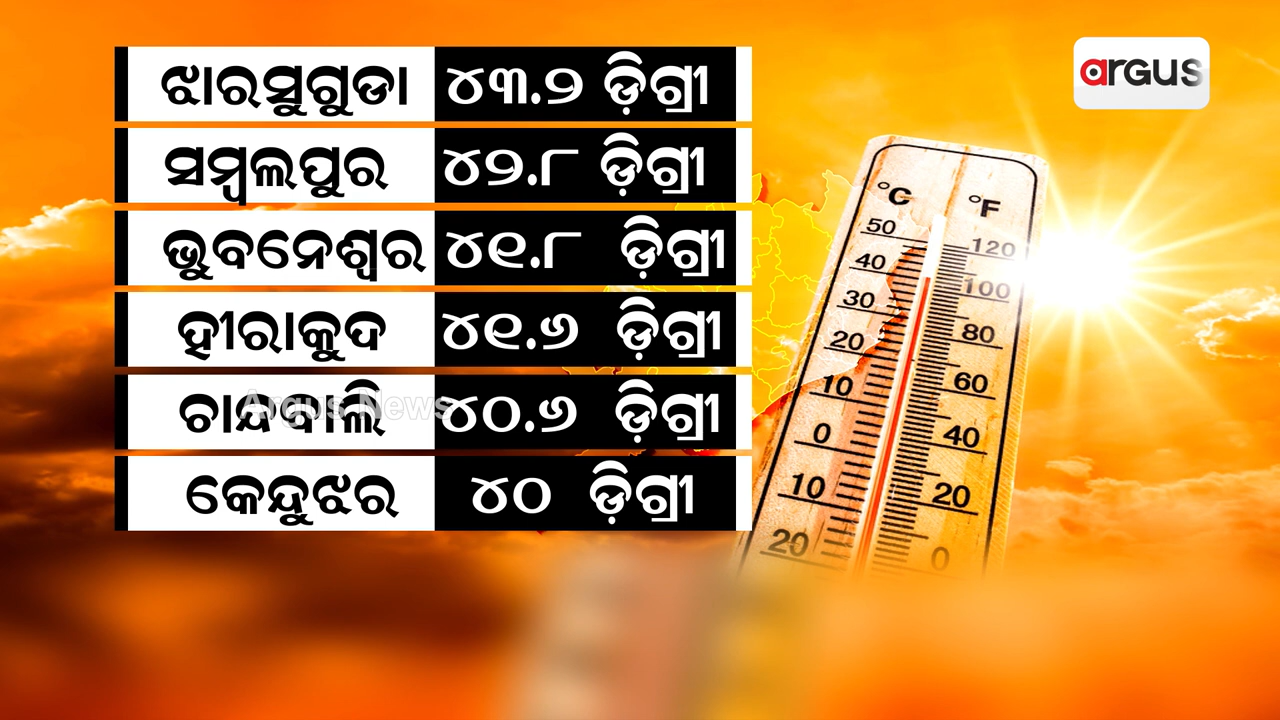 argus
ଝାରସୁଗୁଡା ୪୩.୨ ଡ଼ିଗ୍ରୀ
ସମ୍ବଲପୁର ୪୨.୮ ଡ଼ିଗ୍ରୀ
ଭୁବନେଶ୍ୱର ୪୧.୮ ଡ଼ିଗ୍ରୀ
ହୀରାକୁଦ ୪୧.୬ ଡ଼ିଗ୍ରୀ
ଚାନ୍ଦବାଲି ୪୦.୬ ଡ଼ିଗ୍ରୀ
Argus News
କେନ୍ଦୁଝର ୪୦ ଡ଼ିଗ୍ରୀ
°C °F
50 120
40 100
30 80
20 60
10 40
0 20
10 0
20